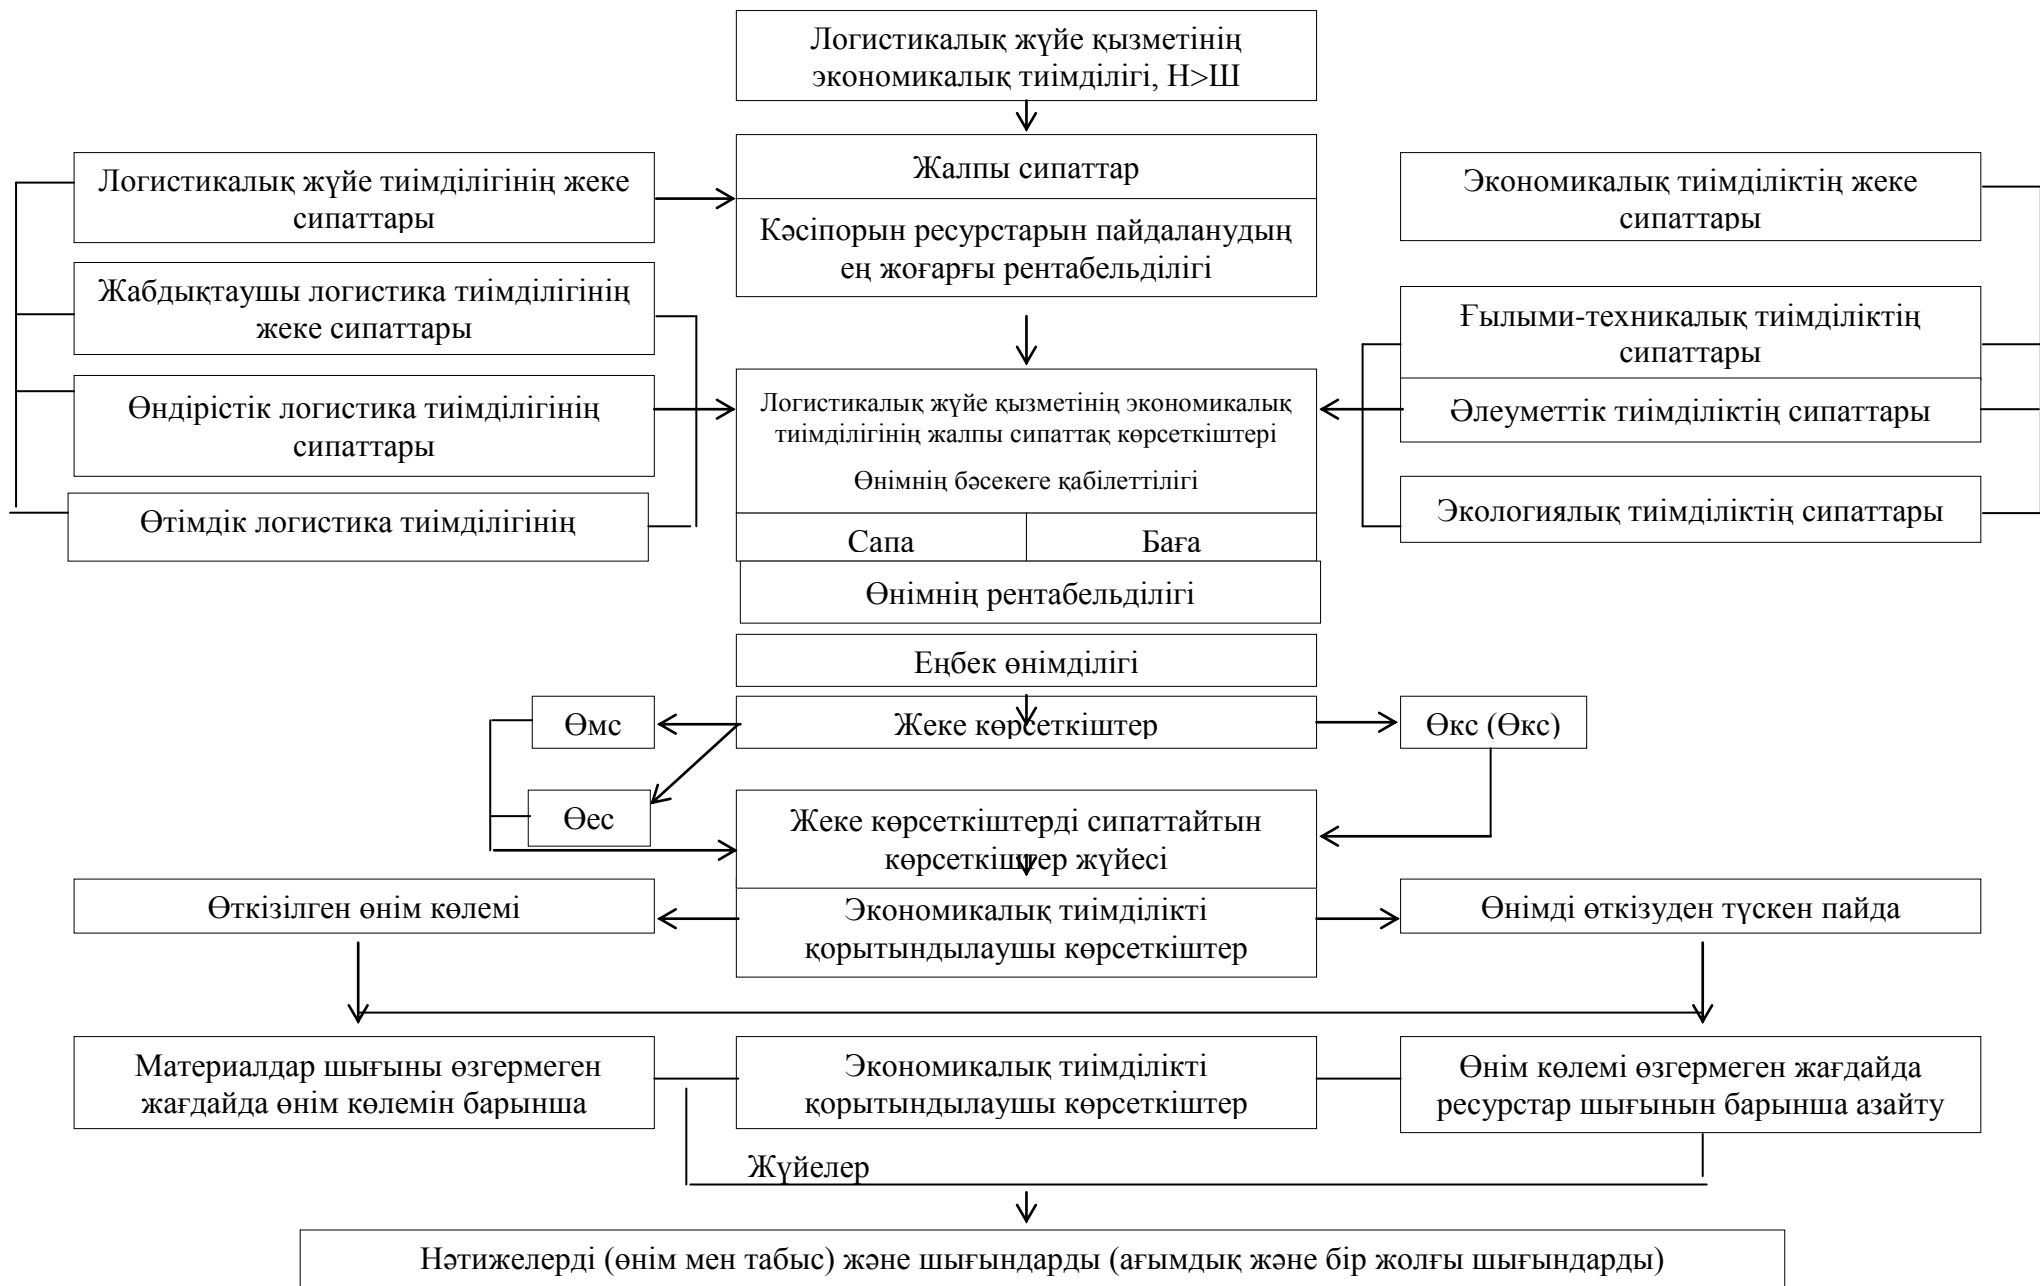 Логистикалық жүйе қызметінің
экономикалық тиімділігі, Н>Ш
Жалпы сипаттар
Кәсіпорын ресурстарын пайдаланудың
ең жоғарғы рентабельділігі
Логистикалық жүйе тиімділігінің жеке
сипаттары
Жабдықтаушы логистика тиімділігінің
жеке сипаттары
Өндірістік логистика тиімділігінің
сипаттары
Өтімдік логистика тиімділігінің
Экономикалық тиімділіктің жеке
сипаттары
Ғылыми-техникалық тиімділіктің
сипаттары
Әлеуметтік тиімділіктің сипаттары
Экологиялық тиімділіктің сипаттары
Логистикалық жүйе қызметінің экономикалық
тиімділігінің жалпы сипаттақ көрсеткіштері
Өнімнің бәсекеге қабілеттілігі
Сапа
Баға
Өнімнің рентабельділігі
Еңбек өнімділігі
Өмс
Жеке көрсеткіштер
Өкс (Өкс)
Өес
Жеке көрсеткіштерді сипаттайтын
көрсеткіштер жүйесі
Өткізілген өнім көлемі
Экономикалық тиімділікті
қорытындылаушы көрсеткіштер
Өнімді өткізуден түскен пайда
Материалдар шығыны өзгермеген
жағдайда өнім көлемін барынша
Экономикалық тиімділікті
қорытындылаушы көрсеткіштер
Өнім көлемі өзгермеген жағдайда
ресурстар шығынын барынша азайту
Жүйелер
Нәтижелерді (өнім мен табыс) және шығындарды (ағымдық және бір жолғы шығындарды)